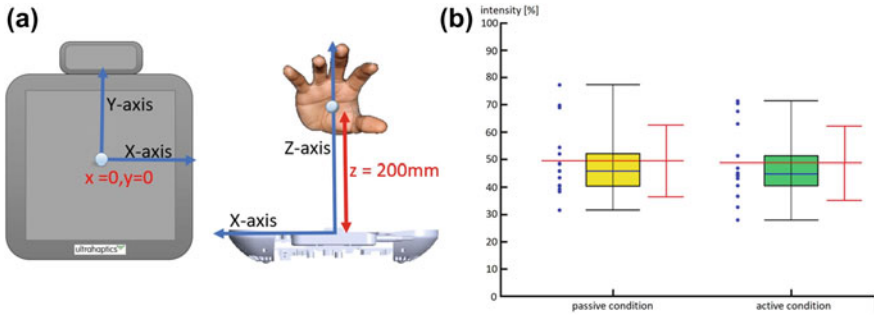 (a)
Y-axis
X-axis
x =0,y=0
ultrahaptics
Z-axis
z = 200mm
X-axis
(b)
intensity [%]
100
90
80
70
60
50
40
30
20
10
0
passive condition
active condition